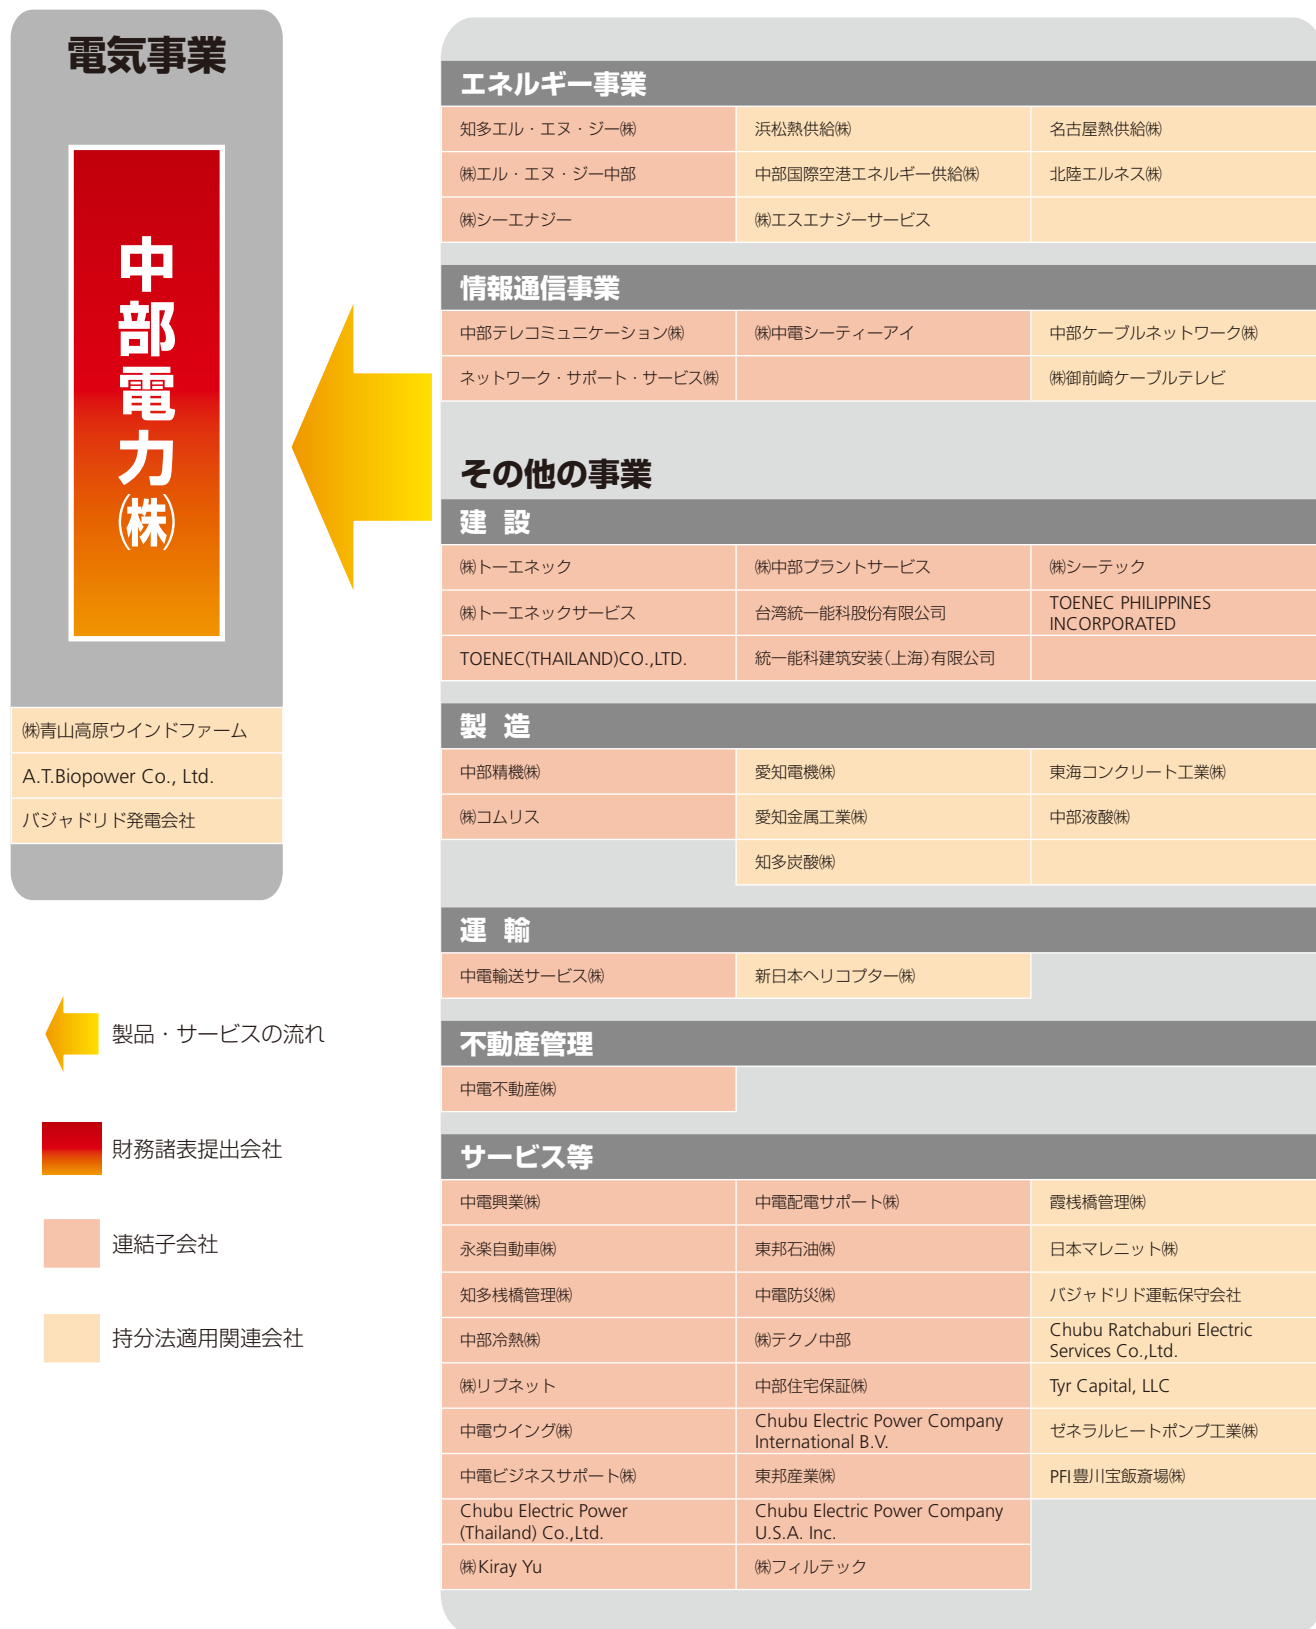 電気事業
中部電力㈱
㈱青山高原ウインドファーム
A.T.Biopower Co., Ltd.
バジャドリド発電会社
製品・サービスの流れ
財務諸表提出会社
連結子会社
持分法適用関連会社
エネルギー事業
知多エル・エヌ・ジー㈱
浜松熱供給㈱
名古屋熱供給㈱
㈱エル・エヌ・ジー中部
中部国際空港エネルギー供給㈱
北陸エルネス㈱
㈱シーエナジー
㈱エスエナジーサービス
情報通信事業
中部テレコミュニケーション㈱
㈱中電シーティーアイ
中部ケーブルネットワーク㈱
ネットワーク・サポート・サービス㈱
㈱御前崎ケーブルテレビ
その他の事業
建 設
㈱トーエネック
㈱中部プラントサービス
㈱シーテック
㈱トーエネックサービス
台湾統一能科股份有限公司
TOENEC PHILIPPINES
INCORPORATED
TOENEC(THAILAND)CO.,LTD.
統一能科建筑安装（上海）有限公司
製 造
中部精機㈱
愛知電機㈱
東海コンクリート工業㈱
㈱コムリス
愛知金属工業㈱
中部液酸㈱
知多炭酸㈱
運 輸
中電輸送サービス㈱
新日本ヘリコプター㈱
不動産管理
中電不動産㈱
サービス等
中電興業㈱
中電配電サポート㈱
霞桟橋管理㈱
永楽自動車㈱
東邦石油㈱
日本マレニット㈱
知多桟橋管理㈱
中電防災㈱
バジャドリド運転保守会社
中部冷熱㈱
㈱テクノ中部
Chubu Ratchaburi Electric
Services Co.,Ltd.
㈱リブネット
中部住宅保証㈱
Tyr Capital, LLC
中電ウイング㈱
Chubu Electric Power Company
International B.V.
ゼネラルヒートポンプ工業㈱
中電ビジネスサポート㈱
東邦産業㈱
PFI豊川宝飯斎場㈱
Chubu Electric Power
(Thailand) Co.,Ltd.
Chubu Electric Power Company
U.S.A. Inc.
㈱Kiray Yu
㈱フィルテック